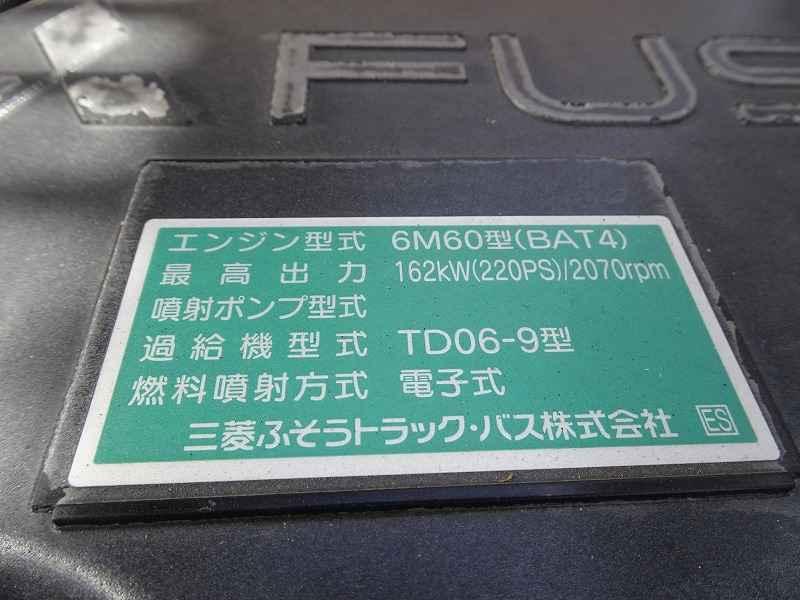 FUS
エンジン型式 6M60型(BAT4)
最高出力 162kW(220PS)/2070rpm
噴射ポンプ型式
過給機型式 TD06-9型
燃料噴射方式 電子式
三菱ふそうトラック・バス株式会社 ES